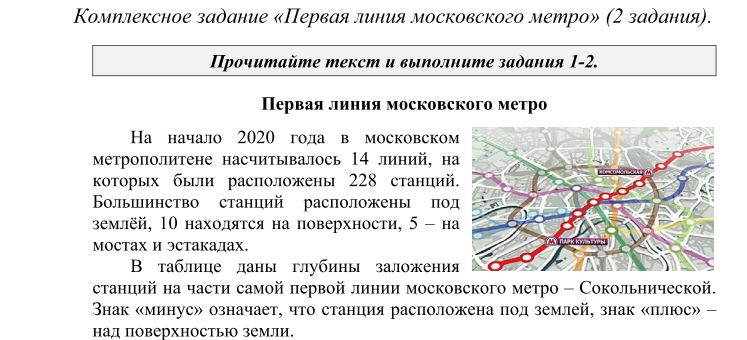 Комплексное задание «Первая линия московского метро» (2 задания).
Прочитайте текст и выполните задания 1-2.
Первая линия московского метро
На начало 2020 года в московском
метрополитене насчитывалось 14 линий, на
которых были расположены 228 станций.
Большинство станций расположены под
землёй, 10 находятся на поверхности, 5 – на
мостах и эстакадах.
КОМСОМОЛЬСКАЯ М
М ПАРК КУЛЬТУРЫ
В таблице даны глубины заложения
станций на части самой первой линии московского метро – Сокольнической.
Знак «минус» означает, что станция расположена под землей, знак «плюс» –
над поверхностью земли.